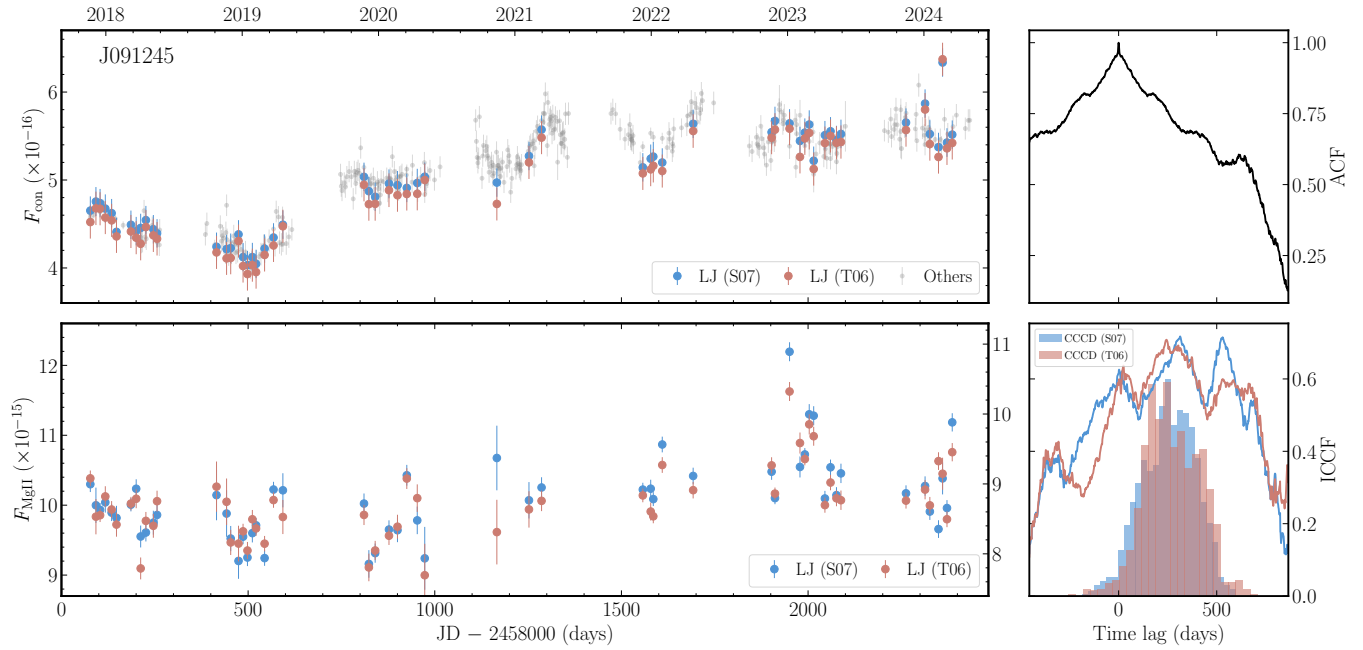 2018 2019 2020 2021 2022 2023 2024
J091245
F_con (×10^−16)
6
5
4
LJ (S07) LJ (T06) Others
1.00
0.75
0.50
0.25
ACF
F_MgII (×10^−15)
12
11
10
9
11
10
9
8
LJ (S07) LJ (T06)
0 500 1000 1500 2000
JD − 2458000 (days)
CCCD (S07)
CCCD (T06)
0.6
0.4
0.2
0.0
ICCF
0 500
Time lag (days)